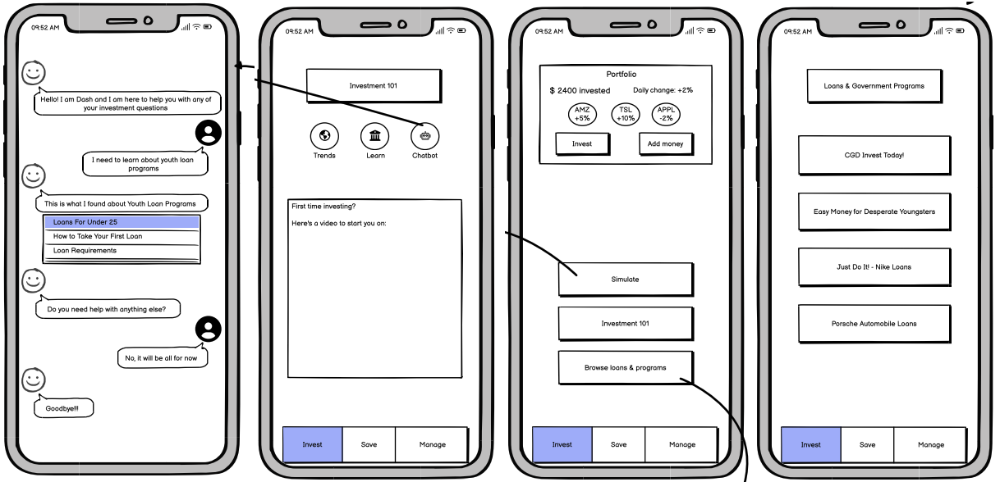 09:52 AM
Hello! I am Dash and I am here to help you with any of
your investment questions
I need to learn about youth loan
programs
This is what I found about Youth Loan Programs
Loans For Under 25
How to Take Your First Loan
Loan Requirements
Do you need help with anything else?
No, it will be all for now
Goodbye!!!
09:52 AM
Investment 101
Trends
Learn
Chatbot
First time investing?
Here's a video to start you on:
Invest
Save
Manage
09:52 AM
Portfolio
$ 2400 invested
Daily change: +2%
AMZ
+5%
TSL
+10%
APPL
-2%
Invest
Add money
Simulate
Investment 101
Browse loans & programs
Invest
Save
Manage
09:52 AM
Loans & Government Programs
CGD Invest Today!
Easy Money for Desperate Youngsters
Just Do It! - Nike Loans
Porsche Automobile Loans
Invest
Save
Manage